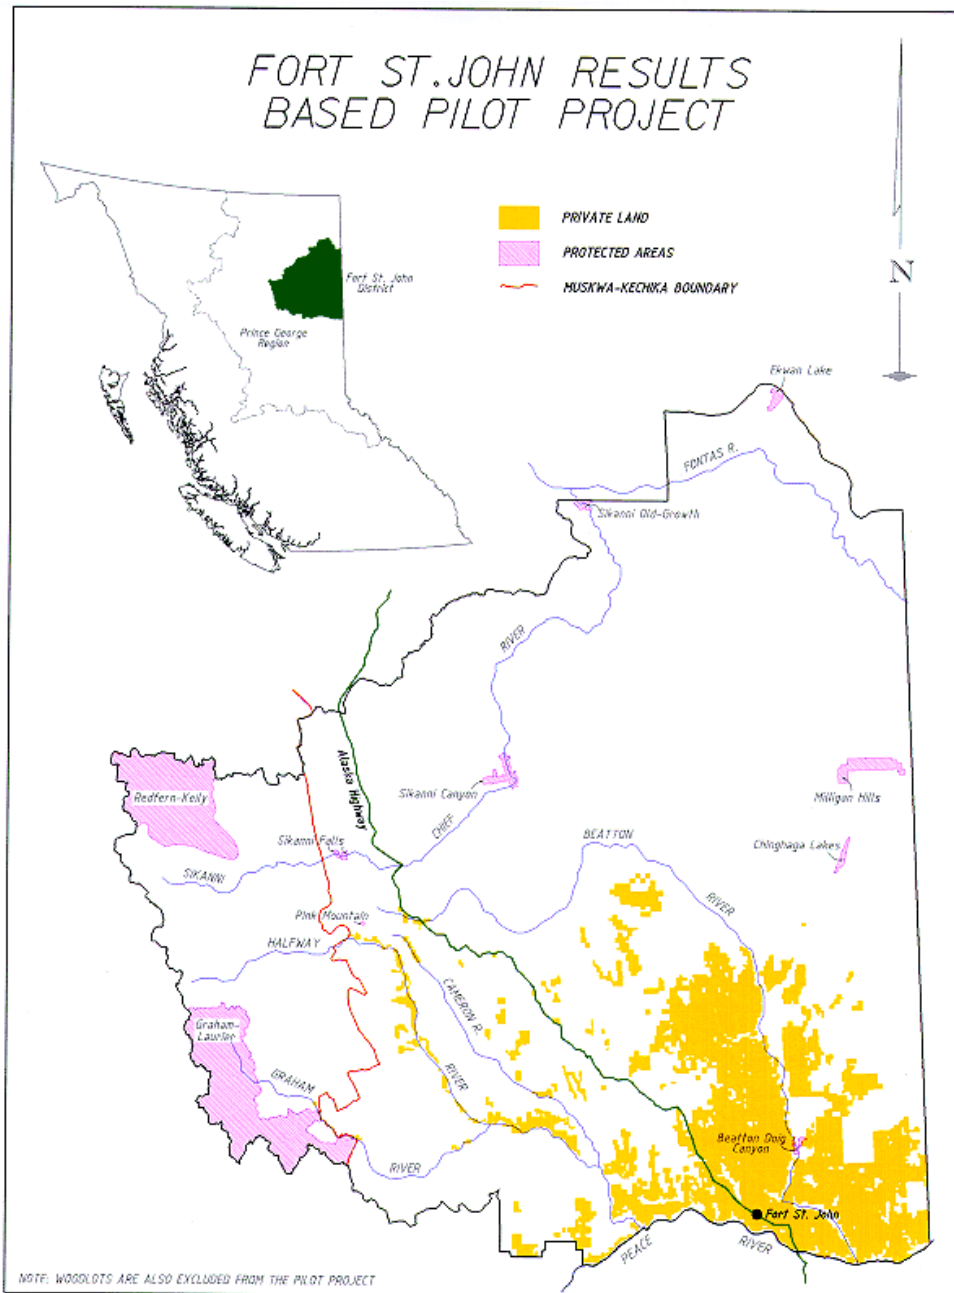 FORT ST.JOHN RESULTS
BASED PILOT PROJECT
PRIVATE LAND
PROTECTED AREAS
MUSKWA-KECHIKA BOUNDARY
N
Fort St. John
District
Prince George
Region
Ekwan Lake
FONTAS R.
Sikanni Old-Growth
RIVER
Alaska Highway
Redfern-Keily
Sikanni Canyon
Milligan Hills
CHIEF
BEATTON
Sikanni Falls
Chinghaga Lakes
SIKANNI
RIVER
Pink Mountain
HALFWAY
CAMERON R.
Graham-
Laurier
GRAHAM
RIVER
Beatton Doig
Canyon
RIVER
Fort St. John
PEACE
RIVER
NOTE: WOODLOTS ARE ALSO EXCLUDED FROM THE PILOT PROJECT